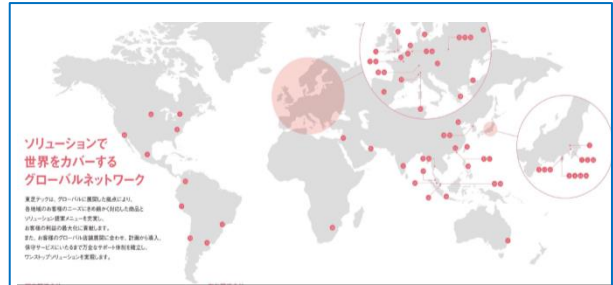 ソリューションで
世界をカバーする
グローバルネットワーク
東芝テックは、グローバルに展開した拠点により、
各地域のお客様のニーズにきめ細かく対応した商品と
ソリューション提案メニューを充実し、
お客様の利益の最大化に貢献します。
また、お客様のグローバル店舗展開に合わせ、計画から導入、
保守サービスにいたるまで万全なサポート体制を確立し、
ワンストップソリューションを実現します。